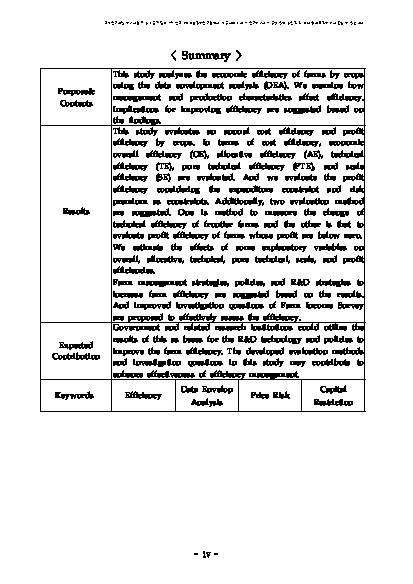 < Summary >
Purpose&
Contents
This study analyzes the economic efficiency of farms by crops
using the data envelopment analysis (DEA). We examine how
management and production characteristics affect efficiency.
Implications for improving efficiency are suggested based on
the findings.
Results
This study evaluates an annual cost efficiency and profit
efficiency by crops. In terms of cost efficiency, economic
overall efficiency (OE), allocative efficiency (AE), technical
efficiency (TE), pure technical efficiency (PTE), and scale
efficiency (SE) are evaluated. And we evaluate the profit
efficiency considering the expenditure constraint and risk
premium as constraints. Additionally, two evaluation method
are suggested. One is method to measure the change of
technical efficiency of frontier farms and the other is that to
evaluate profit efficiency of farms whose profit are below zero.
We estimate the effects of some explanatory variables on
overall, allocative, technical, pure technical, scale, and profit
efficiencies.
Farm management strategies, policies, and R&D strategies to
increase farm efficiency are suggested based on the results.
And improved investigation questions of Farm Income Survey
are proposed to effectively assess the efficiency.
Expected
Contribution
Government and related research institutions could utilize the
results of this as bases for the R&D technology and policies to
improve the farm efficiency. The developed evaluation methods
and investigation questions in this study may contribute to
enhance effectiveness of efficiency management.
Keywords
Efficiency
Data Envelop
Analysis
Price Risk
Capital
Restriction
- iv -